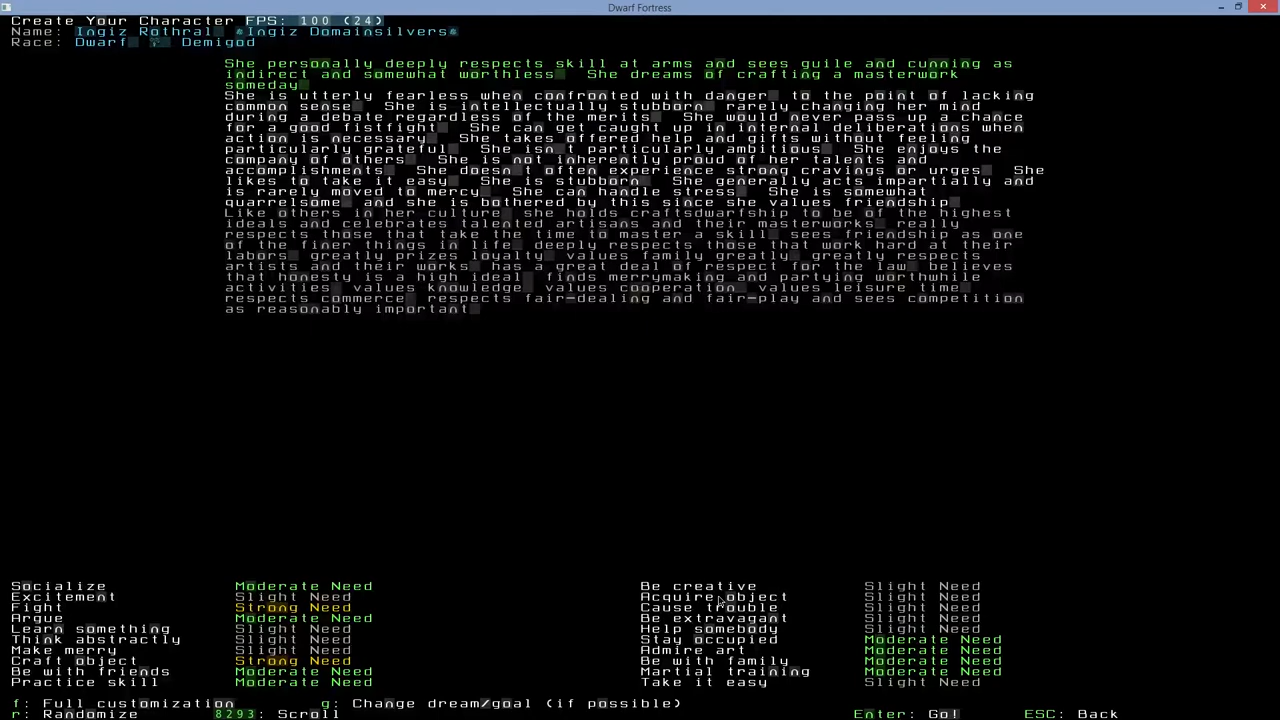 Dwarf Fortress
Create Your Character FPS: 100 (24)
Name: Ingiz Rothral *Ingiz Domainsilvers*
Race: Dwarf Demigod
She personally deeply respects skill at arms and sees guile and cunning as
indirect and somewhat worthless She dreams of crafting a masterwork
someday
She is utterly fearless when confronted with danger to the point of lacking
common sense She is intellectually stubborn rarely changing her mind
during a debate regardless of the merits She would never pass up a chance
for a good fistfight She can get caught up in internal deliberations when
action is necessary She takes offered help and gifts without feeling
particularly grateful She isn't particularly ambitious She enjoys the
company of others She is not inherently proud of her talents and
accomplishments She doesn't often experience strong cravings or urges She
likes to take it easy She is stubborn She generally acts impartially and
is rarely moved to mercy She can handle stress She is somewhat
quarrelsome and she is bothered by this since she values friendship
Like others in her culture she holds craftsdwarfship to be of the highest
ideals and celebrates talented artisans and their masterworks really
respects those that take the time to master a skill sees friendship as one
of the finer things in life deeply respects those that work hard at their
labors greatly prizes loyalty values family greatly greatly respects
artists and their works has a great deal of respect for the law believes
that honesty is a high ideal finds merrymaking and partying worthwhile
activities values knowledge values cooperation values leisure time
respects commerce respects fair-dealing and fair-play and sees competition
as reasonably important
Socialize Moderate Need Be creative Slight Need
Excitement Slight Need Acquire object Slight Need
Fight Strong Need Cause trouble Slight Need
Argue Moderate Need Be extravagant Slight Need
Learn something Slight Need Help somebody Slight Need
Think abstractly Slight Need Stay occupied Moderate Need
Make merry Slight Need Admire art Moderate Need
Craft object Strong Need Be with family Moderate Need
Be with friends Moderate Need Martial training Moderate Need
Practice skill Moderate Need Take it easy Slight Need
f: Full customization g: Change dream/goal (if possible)
r: Randomize 8293: Scroll Enter: Go! ESC: Back